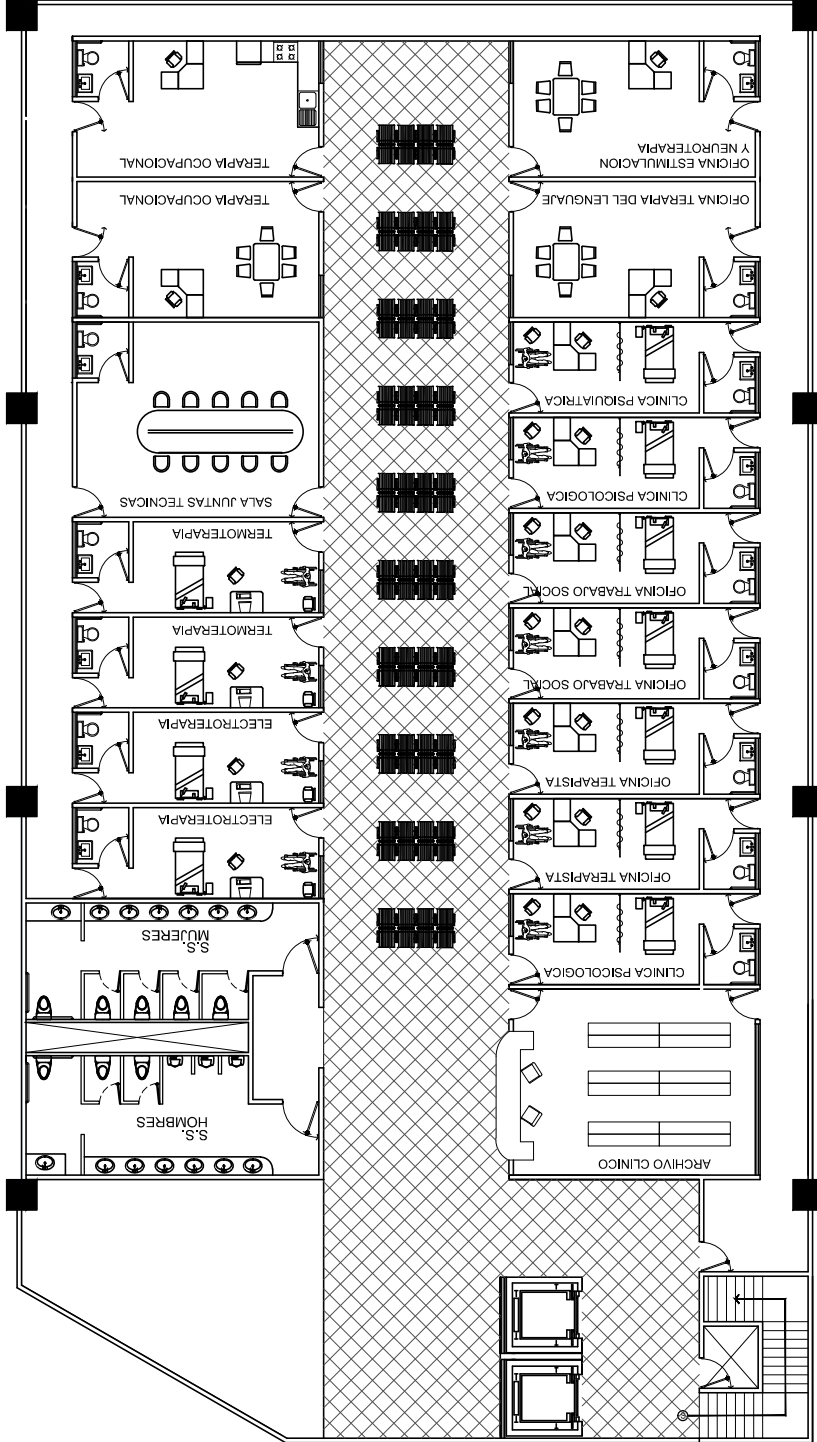 ARCHIVO CLINICO
S.S.
HOMBRES
S.S.
MUJERES
CLINICA PSICOLOGICA
OFICINA TERAPISTA
ELECTROTERAPIA
OFICINA TERAPISTA
ELECTROTERAPIA
OFICINA TRABAJO SOCIAL
TERMOTERAPIA
OFICINA TRABAJO SOCIAL
TERMOTERAPIA
CLINICA PSICOLOGICA
SALA JUNTAS TECNICAS
CLINICA PSIQUIATRICA
OFICINA TERAPIA DEL LENGUAJE
TERAPIA OCUPACIONAL
OFICINA ESTIMULACION
Y NEUROTERAPIA
TERAPIA OCUPACIONAL